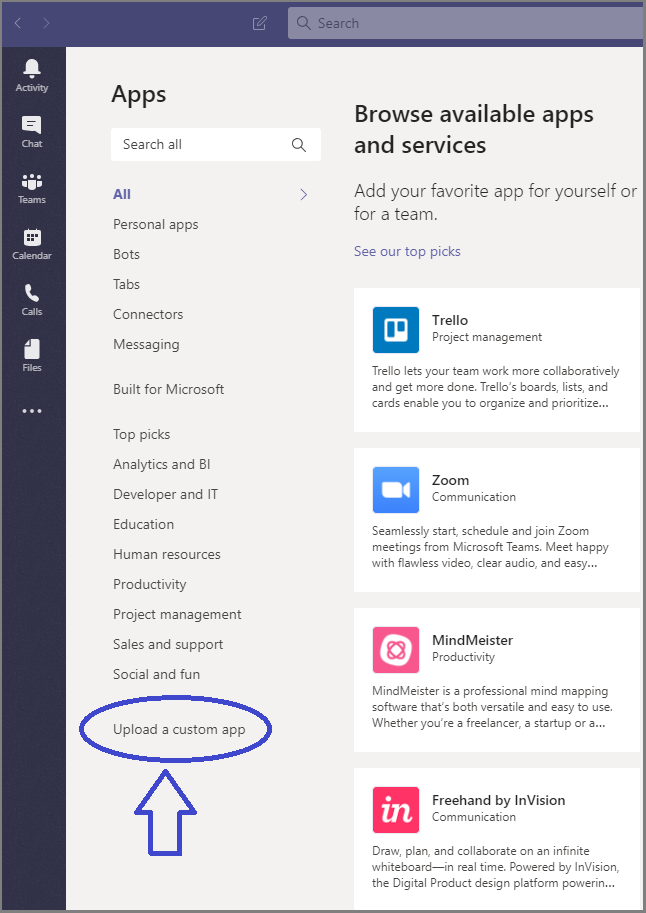 Search
Activity
Chat
Teams
Calendar
Calls
Files
Apps
Search all
All
Personal apps
Bots
Tabs
Connectors
Messaging
Built for Microsoft
Top picks
Analytics and BI
Developer and IT
Education
Human resources
Productivity
Project management
Sales and support
Social and fun
Upload a custom app
Browse available apps
and services
Add your favorite app for yourself or
for a team.
See our top picks
Trello
Project management
Trello lets your team work more collaboratively
and get more done. Trello's boards, lists, and
cards enable you to organize and prioritize...
Zoom
Communication
Seamlessly start, schedule and join Zoom
meetings from Microsoft Teams. Meet happy
with flawless video, clear audio, and easy...
MindMeister
Productivity
MindMeister is a professional mind mapping
software that's both versatile and easy to use.
Whether you're a freelancer, a startup or a...
in
Freehand by InVision
Communication
Draw, plan, and collaborate on an infinite
whiteboard—in real time. Powered by InVision,
the Digital Product design platform powerin...